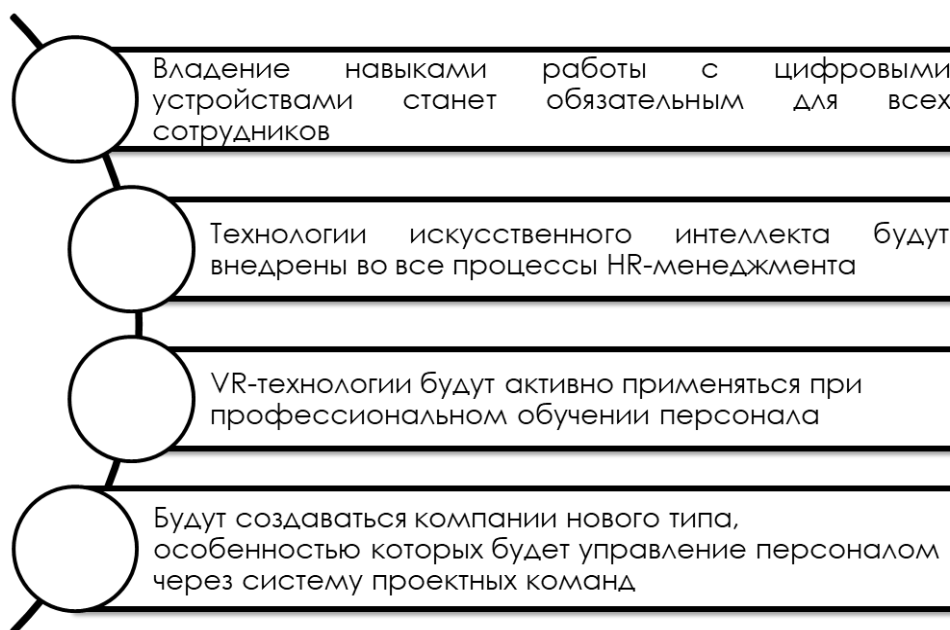 Владение навыками работы с цифровыми
устройствами станет обязательным для всех
сотрудников
Технологии искусственного интеллекта будут
внедрены во все процессы HR-менеджмента
VR-технологии будут активно применяться при
профессиональном обучении персонала
Будут создаваться компании нового типа,
особенностью которых будет управление персоналом
через систему проектных команд